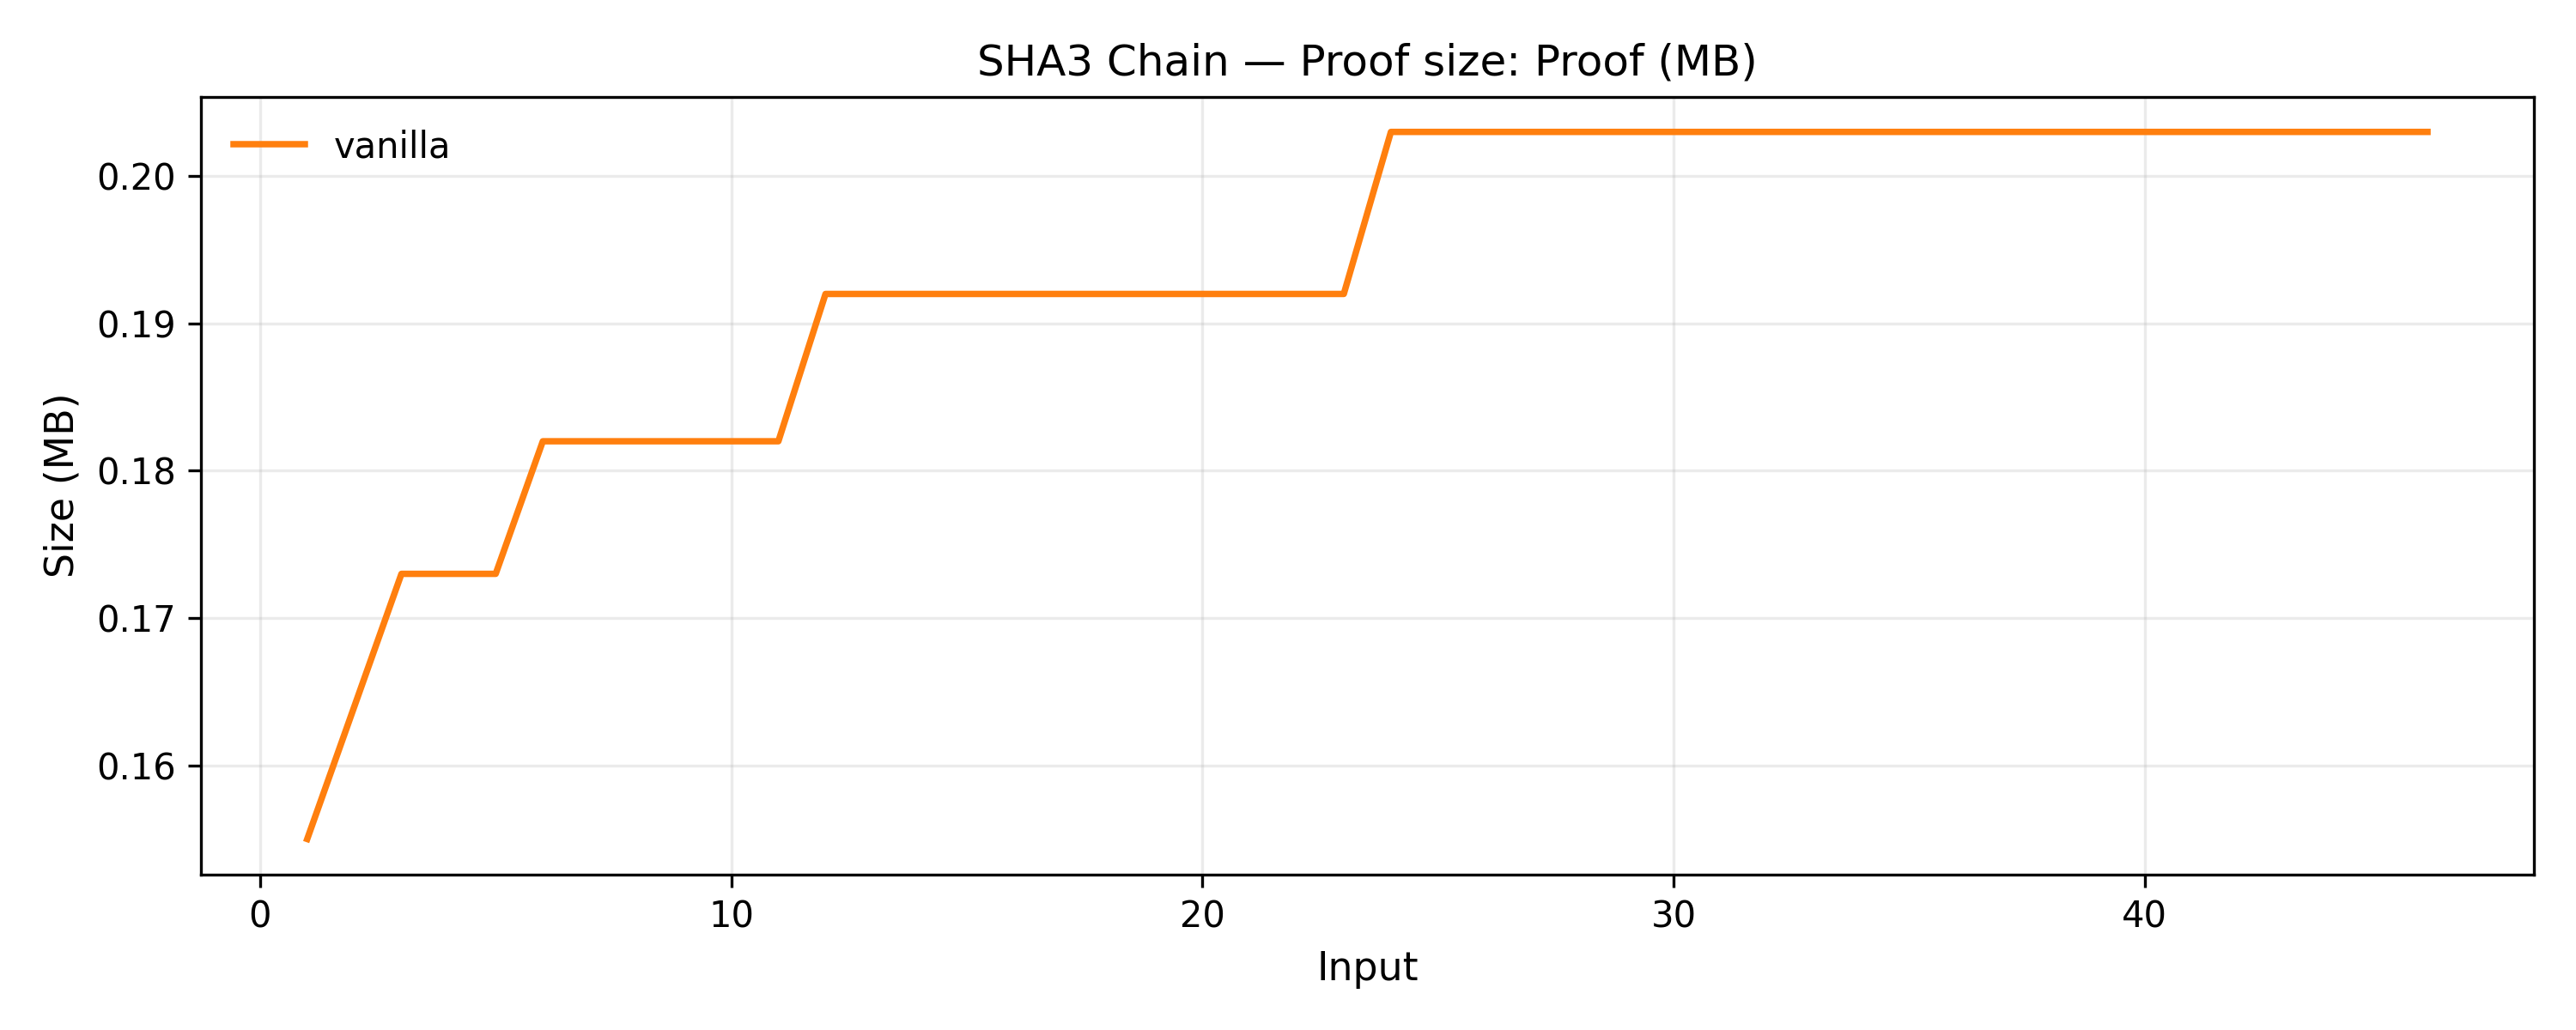 SHA3 Chain — Proof size: Proof (MB)
vanilla
0.20
0.19
0.18
0.17
0.16
Size (MB)
0 10 20 30 40
Input